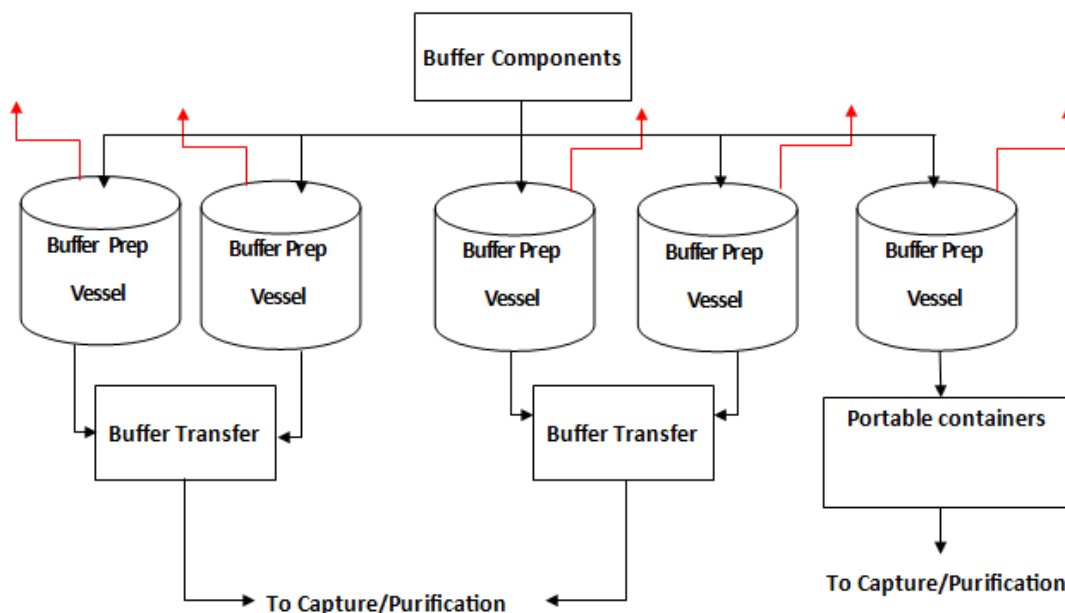 Buffer Components
Buffer Prep
Vessel
Buffer Prep
Vessel
Buffer Prep
Vessel
Buffer Prep
Vessel
Buffer Prep
Vessel
Buffer Transfer
Buffer Transfer
Portable containers
To Capture/Purification
To Capture/Purification